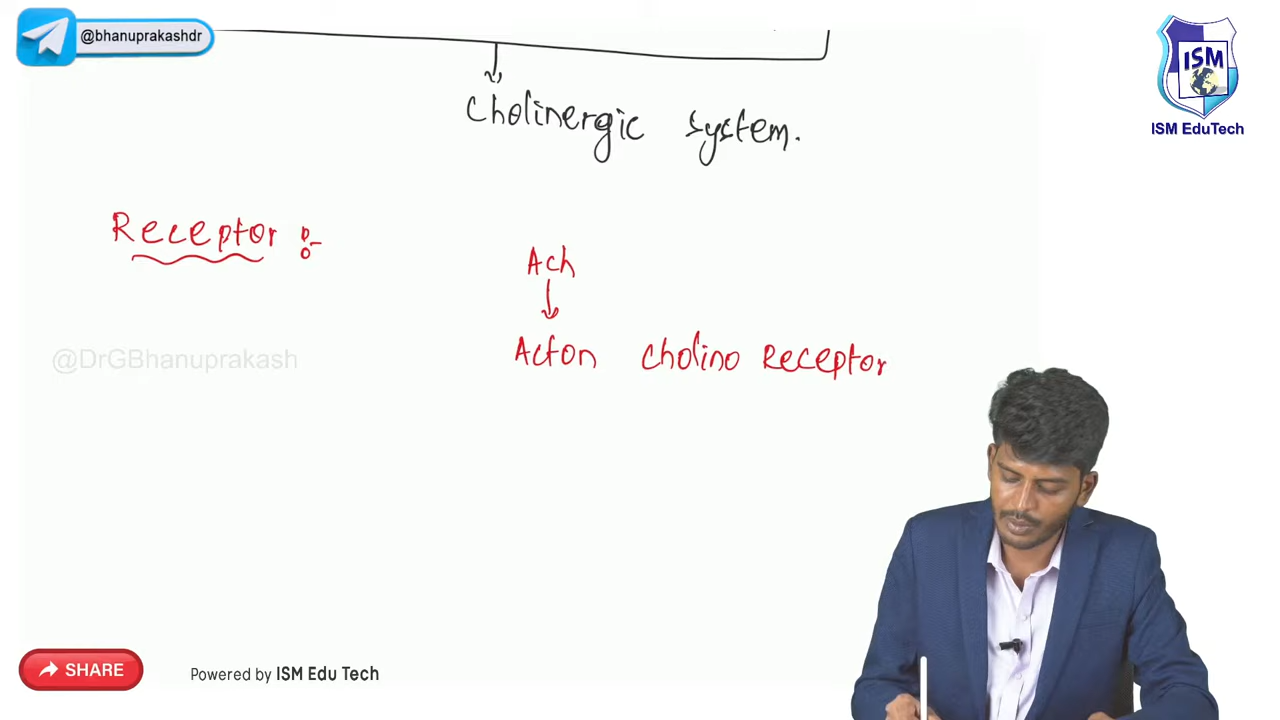 @bhanuprakashdr
ISM
ISM EduTech
Cholinergic system.
Receptor :-
Ach
Acton cholino Receptor
@DrGBhanuprakash
SHARE
Powered by ISM Edu Tech